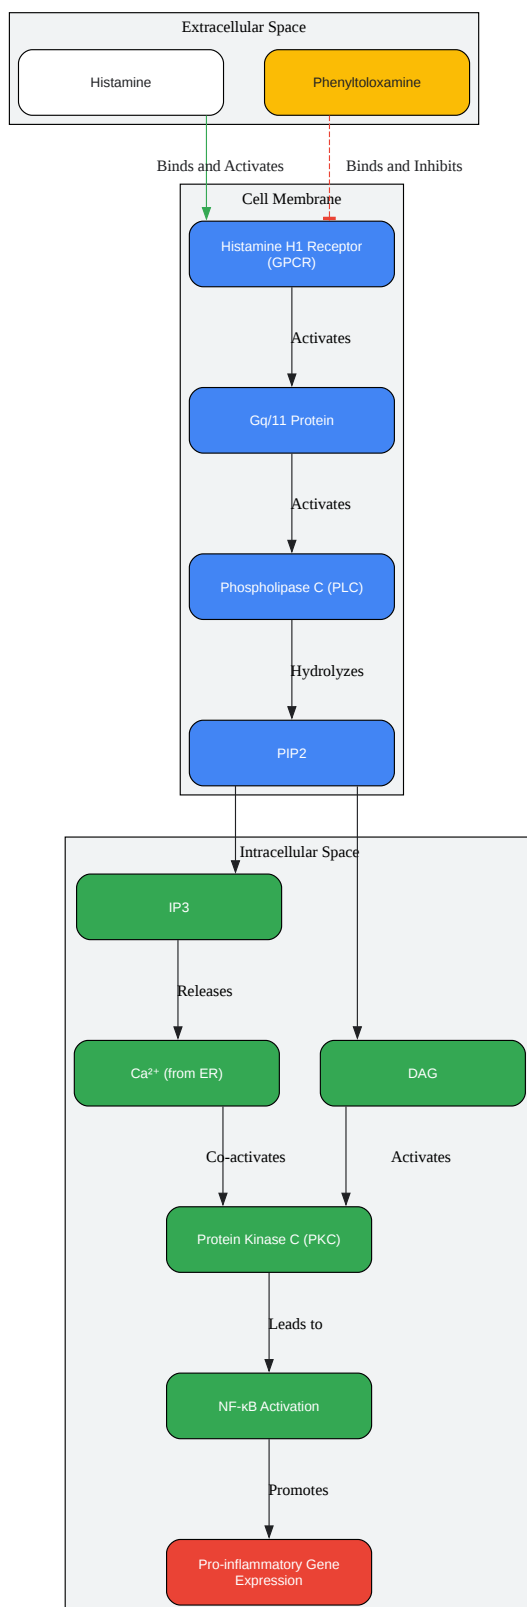 Extracellular Space
Histamine
Phenyltoloxamine
Binds and Activates
Binds and Inhibits
Cell Membrane
Histamine H1 Receptor
(GPCR)
Activates
Gq/11 Protein
Activates
Phospholipase C (PLC)
Hydrolyzes
PIP2
Intracellular Space
IP3
Releases
Ca²⁺ (from ER)
DAG
Co-activates
Activates
Protein Kinase C (PKC)
Leads to
NF-κB Activation
Promotes
Pro-inflammatory Gene
Expression